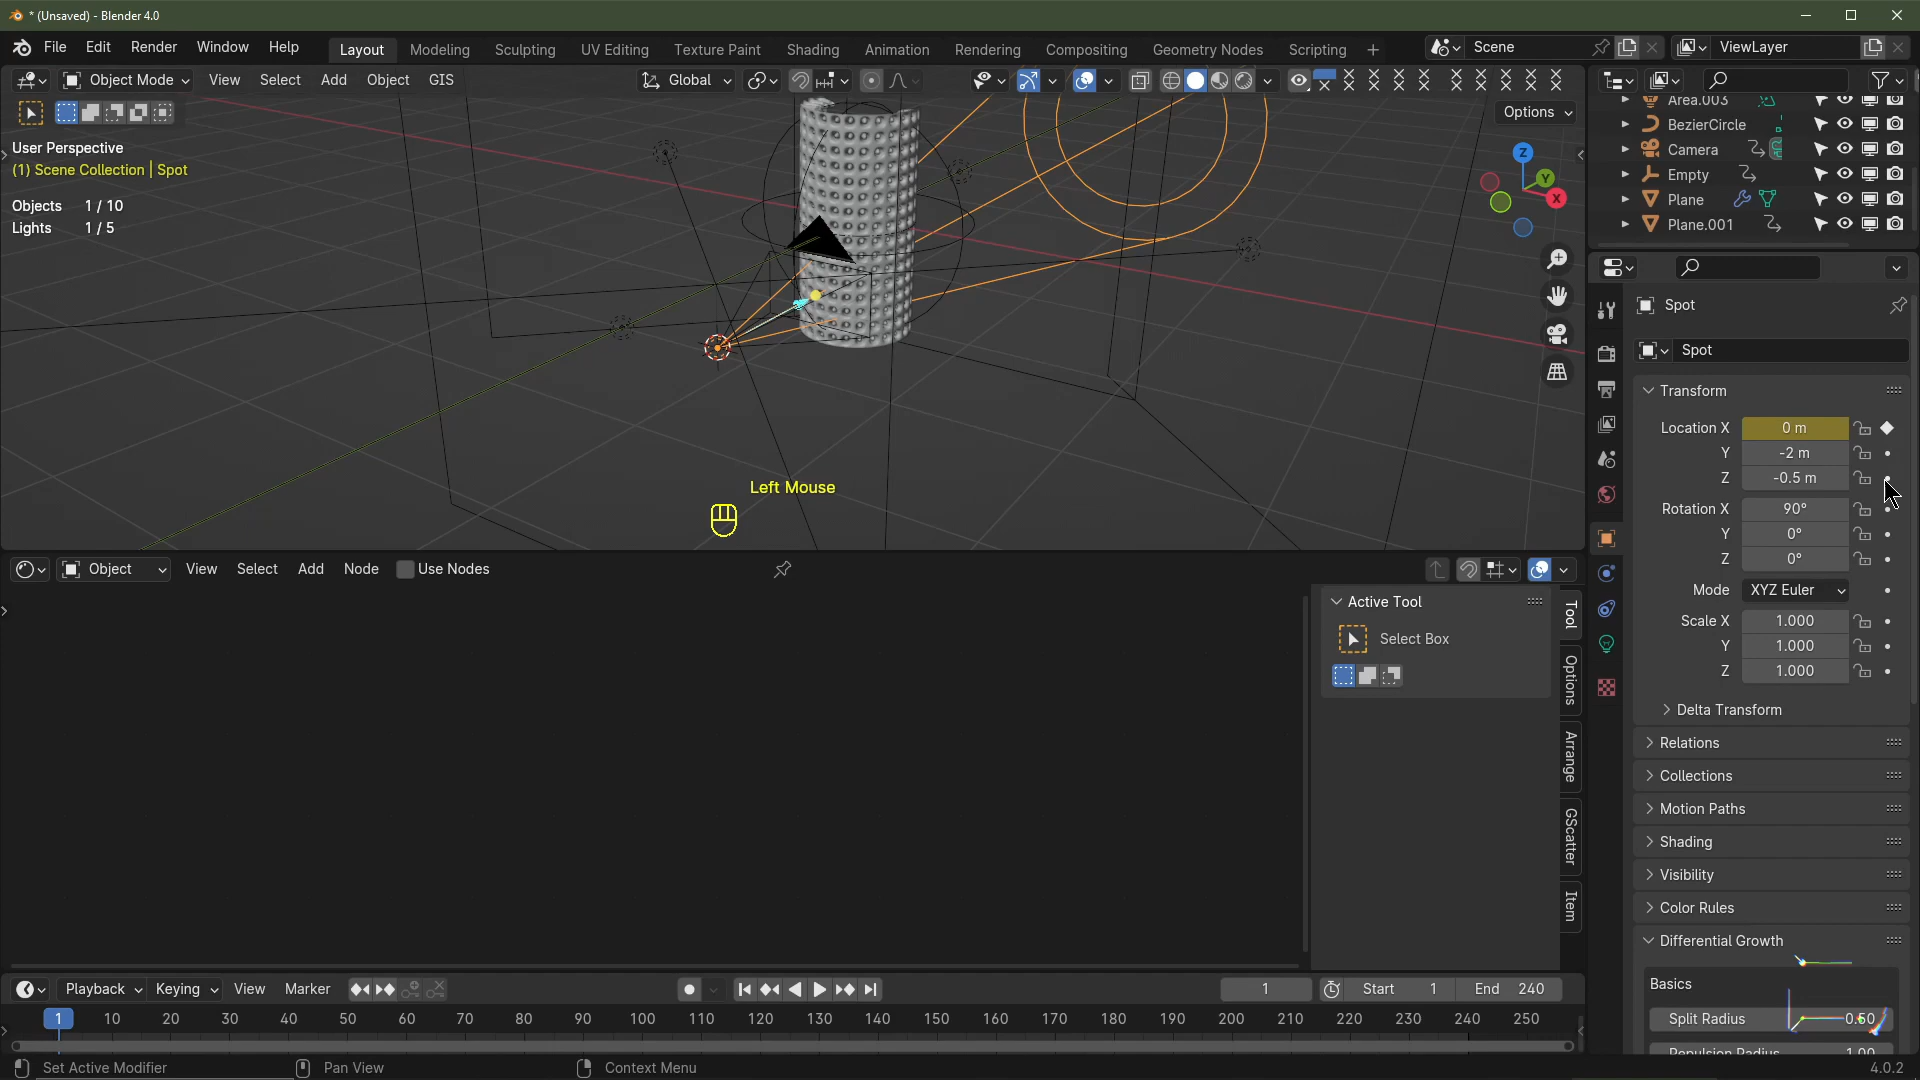 * (Unsaved) - Blender 4.0
File Edit Render Window Help Layout Modeling Sculpting UV Editing Texture Paint Shading Animation Rendering Compositing Geometry Nodes Scripting + Scene ViewLayer
Object Mode View Select Add Object GIS Global
Options
User Perspective
(1) Scene Collection | Spot
Objects 1 / 10
Lights 1 / 5
Z
Y
X
Left Mouse
Area.003
BezierCircle
Camera
Empty
Plane
Plane.001
Spot
Spot
Transform
Location X 0 m
Y -2 m
Z -0.5 m
Rotation X 90°
Y 0°
Z 0°
Mode XYZ Euler
Scale X 1.000
Y 1.000
Z 1.000
Delta Transform
Relations
Collections
Motion Paths
Shading
Visibility
Color Rules
Differential Growth
Basics
Split Radius 0.50
Repulsion Radius 1.00
Object View Select Add Node Use Nodes
Active Tool
Select Box
Tool
Options
Arrange
GScatter
Item
Playback Keying View Marker 1 Start 1 End 240
1 10 20 30 40 50 60 70 80 90 100 110 120 130 140 150 160 170 180 190 200 210 220 230 240 250
Set Active Modifier Pan View Context Menu 4.0.2